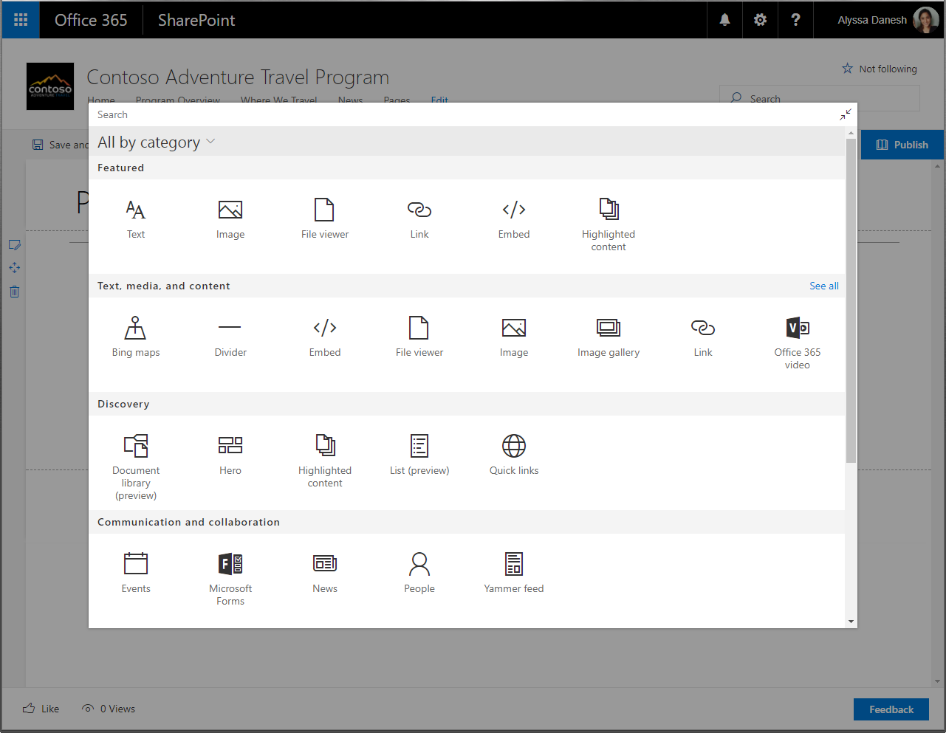 Office 365 SharePoint Alyssa Danesh
contoso
Contoso Adventure Travel Program
Not following
Home Program Overview Where We Travel News Pages Edit
Search
Search
Save and
All by category
Publish
Featured
P
AA
Text Image File viewer Link Embed Highlighted
content
Text, media, and content See all
Bing maps Divider Embed File viewer Image Image gallery Link Office 365
video
Discovery
Document Hero Highlighted List (preview) Quick links
library content
(preview)
Communication and collaboration
Events Microsoft News People Yammer feed
Forms
Like 0 Views Feedback